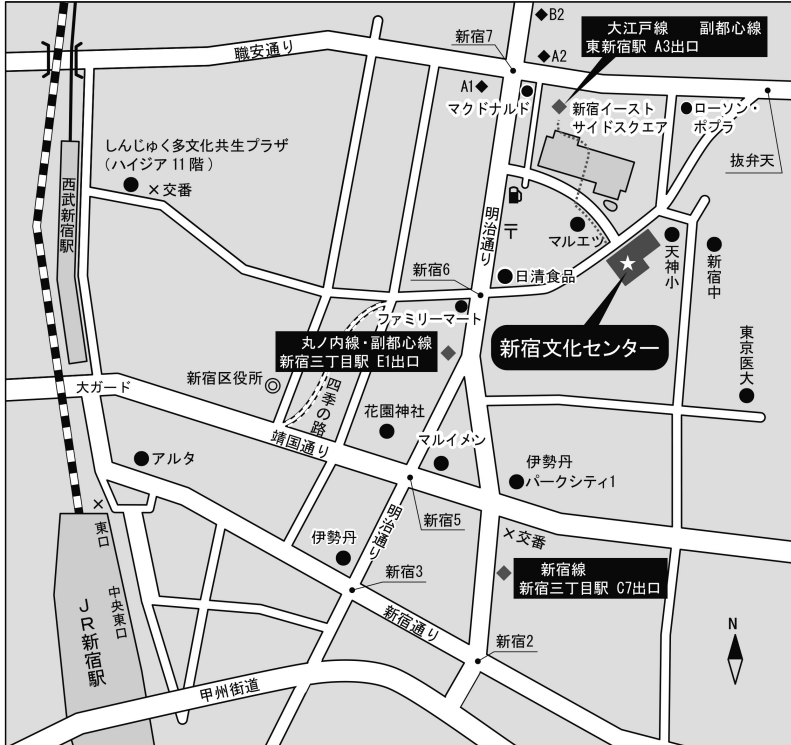 B2
大江戸線 副都心線
東新宿駅 A3出口
新宿7
職安通り
A2
A1
マクドナルド
新宿イースト
サイドスクエア
ローソン・
ポプラ
抜弁天
しんじゅく多文化共生プラザ
(ハイジア 11 階)
×交番
西武新宿駅
明治通り
〒
マルエツ
天神小
新宿中
日清食品
新宿6
ファミリーマート
新宿文化センター
丸ノ内線・副都心線
新宿三丁目駅 E1出口
東京医大
大ガード
新宿区役所
四季の路
花園神社
靖国通り
マルイメン
アルタ
伊勢丹
パークシティ1
×
東口
新宿5
明治通り
×交番
伊勢丹
新宿線
新宿三丁目駅 C7出口
新宿3
中央東口
JR新宿駅
新宿通り
新宿2
N
甲州街道